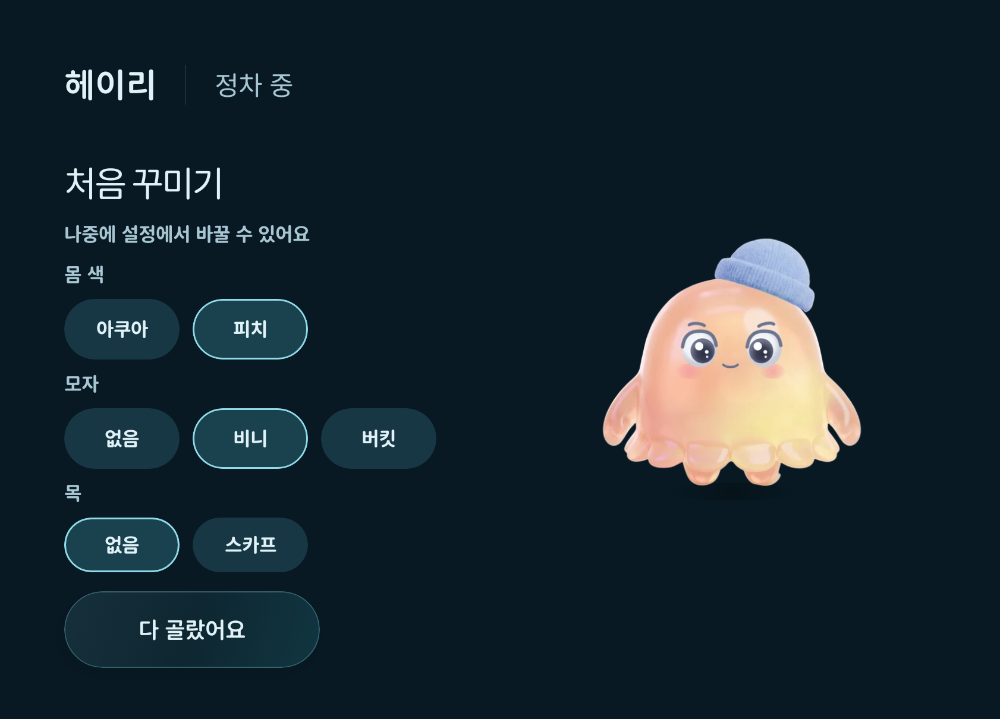 헤이리 정차 중
처음 꾸미기
나중에 설정에서 바꿀 수 있어요
몸 색
아쿠아 피치
모자
없음 비니 버킷
목
없음 스카프
다 골랐어요